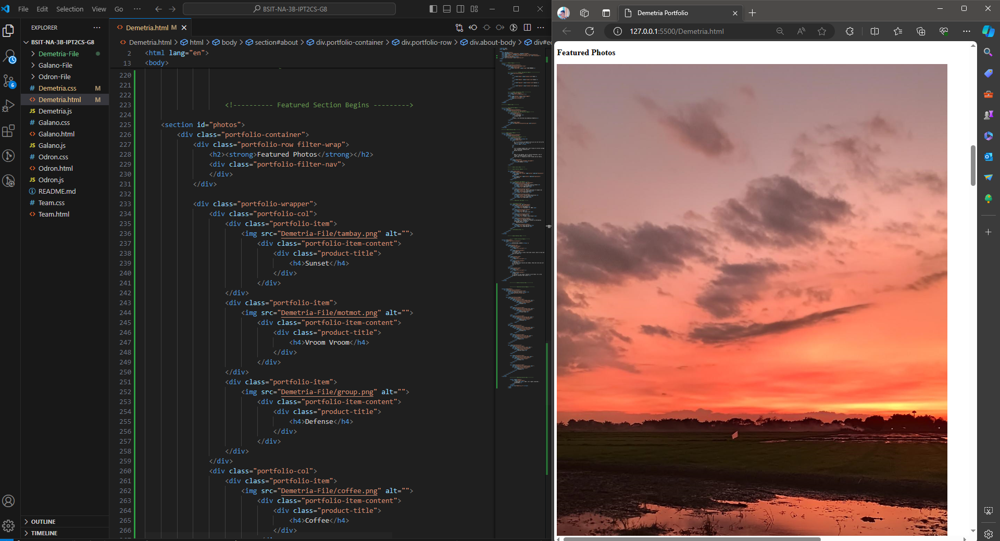 File Edit Selection View Go ··· BSIT-NA-3B-IPT2CS-G8
EXPLORER
BSIT-NA-3B-IPT2CS-G8
Demetria-File
Galano-File
Odron-File
# Demetria.css M
<> Demetria.html M
JS Demetria.js
# Galano.css
<> Galano.html
JS Galano.js
# Odron.css
<> Odron.html
JS Odron.js
README.md
# Team.css
<> Team.html
OUTLINE
TIMELINE
6
<> Demetria.html M
<> Demetria.html > html > body > section#about > div.portfolio-container > div.portfolio-row > div.about-body >
2 <html lang="en">
13 <body>
220
221
222
223 <!---------- Featured Section Begins --------->
224
225 <section id="photos">
226 <div class="portfolio-container">
227 <div class="portfolio-row filter-wrap">
228 <h2><strong>Featured Photos</strong></h2>
229 <div class="portfolio-filter-nav">
230 </div>
231 </div>
232
233 <div class="portfolio-wrapper">
234 <div class="portfolio-col">
235 <div class="portfolio-item">
236 <img src="Demetria-File/tambay.png" alt="">
237 <div class="portfolio-item-content">
238 <div class="product-title">
239 <h4>Sunset</h4>
240 </div>
241 </div>
242 </div>
243 <div class="portfolio-item">
244 <img src="Demetria-File/motmot.png" alt="">
245 <div class="portfolio-item-content">
246 <div class="product-title">
247 <h4>Vroom Vroom</h4>
248 </div>
249 </div>
250 </div>
251 <div class="portfolio-item">
252 <img src="Demetria-File/group.png" alt="">
253 <div class="portfolio-item-content">
254 <div class="product-title">
255 <h4>Defense</h4>
256 </div>
257 </div>
258 </div>
259 </div>
260 <div class="portfolio-col">
261 <div class="portfolio-item">
262 <img src="Demetria-File/coffee.png" alt="">
263 <div class="portfolio-item-content">
264 <div class="product-title">
265 <h4>Coffee</h4>
266 </div>
Demetria Portfolio
127.0.0.1:5500/Demetria.html
Featured Photos